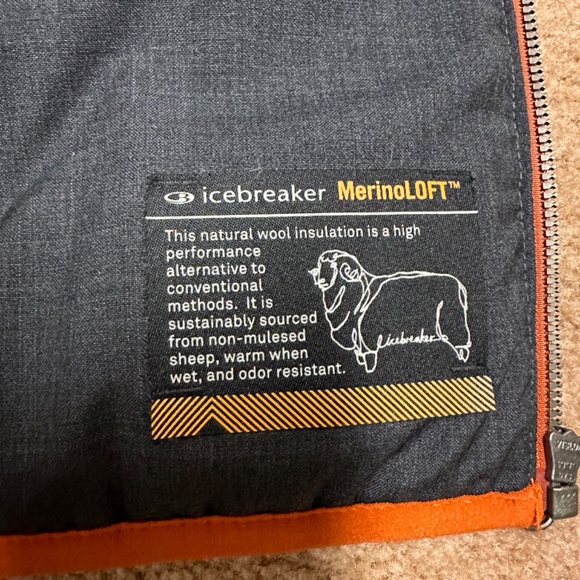 icebreaker MerinoLOFT™
This natural wool insulation is a high
performance
alternative to
conventional
methods. It is
sustainably sourced
from non-mulesed
sheep, warm when
wet, and odor resistant.
icebreaker